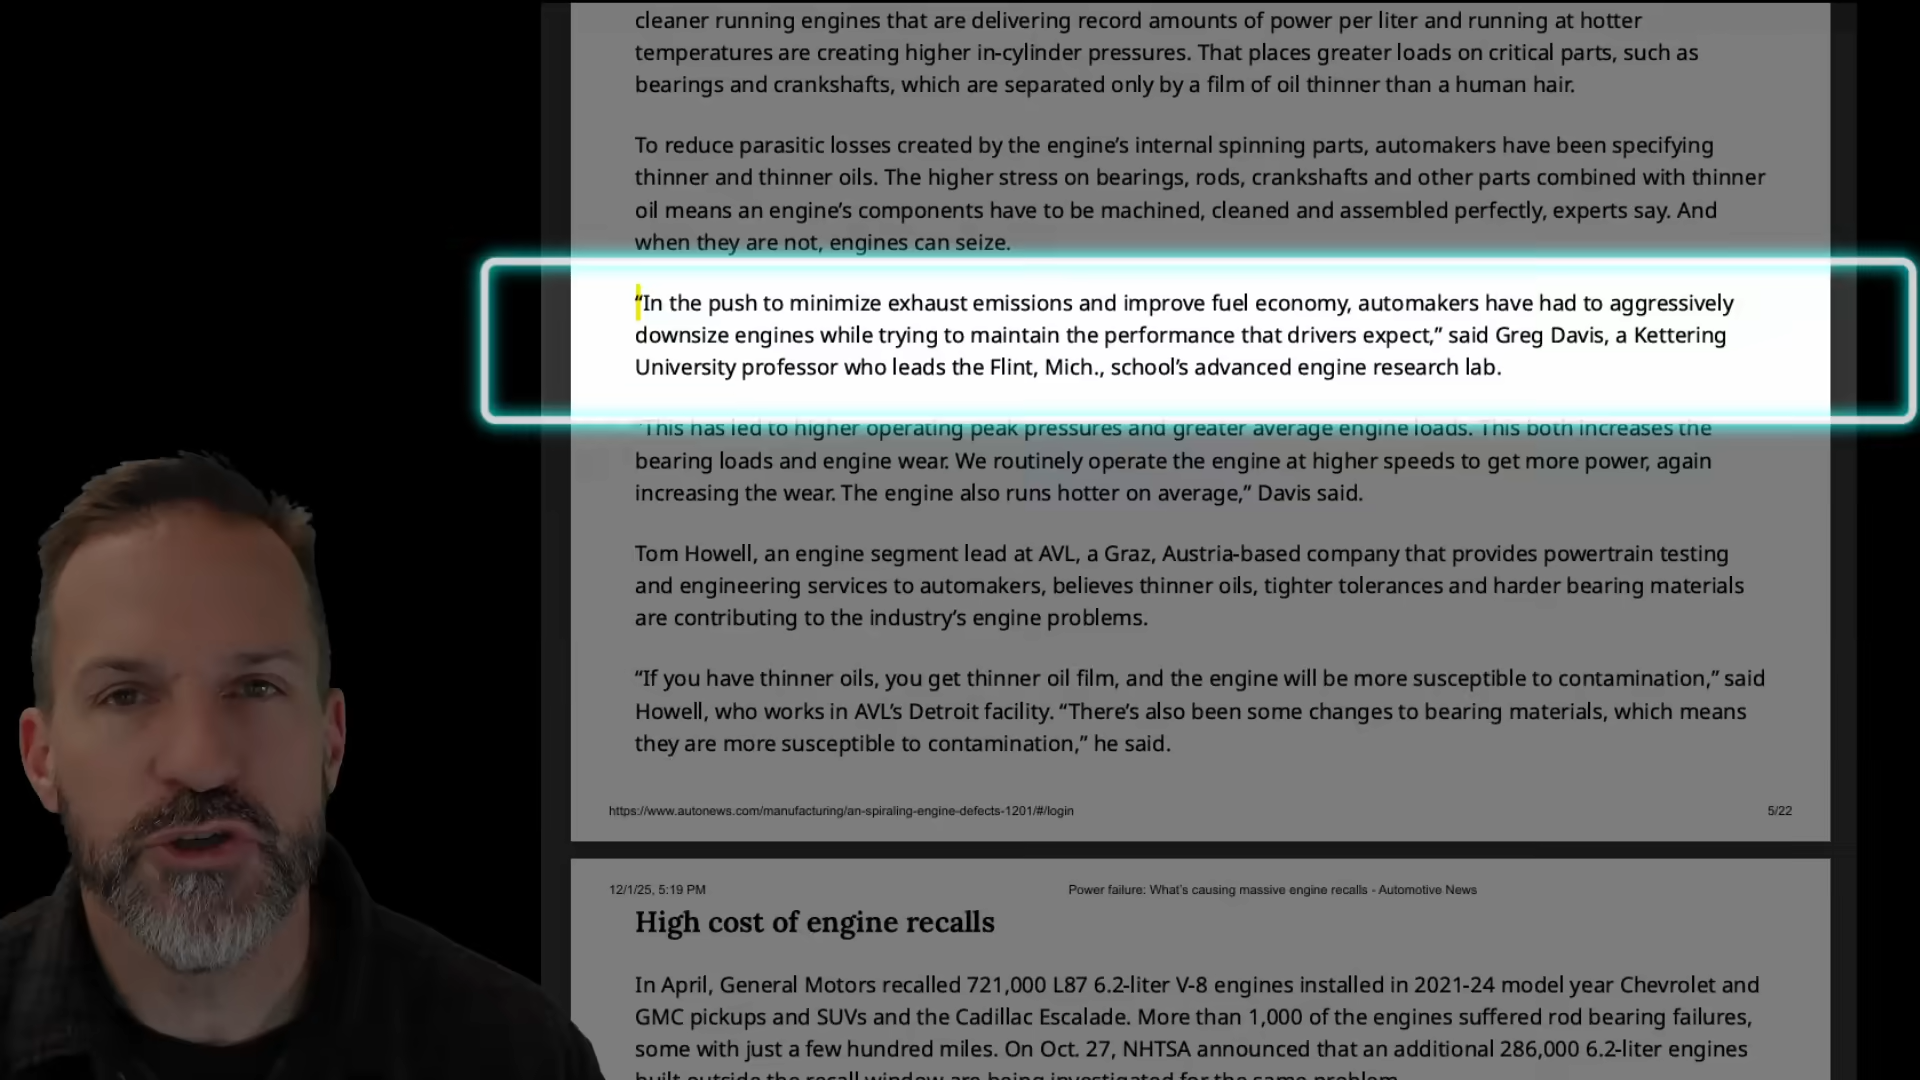 cleaner running engines that are delivering record amounts of power per liter and running at hotter
temperatures are creating higher in-cylinder pressures. That places greater loads on critical parts, such as
bearings and crankshafts, which are separated only by a film of oil thinner than a human hair.
To reduce parasitic losses created by the engine’s internal spinning parts, automakers have been specifying
thinner and thinner oils. The higher stress on bearings, rods, crankshafts and other parts combined with thinner
oil means an engine’s components have to be machined, cleaned and assembled perfectly, experts say. And
when they are not, engines can seize.
“In the push to minimize exhaust emissions and improve fuel economy, automakers have had to aggressively
downsize engines while trying to maintain the performance that drivers expect,” said Greg Davis, a Kettering
University professor who leads the Flint, Mich., school’s advanced engine research lab.
“This has led to higher operating peak pressures and greater average engine loads. This both increases the
bearing loads and engine wear. We routinely operate the engine at higher speeds to get more power, again
increasing the wear. The engine also runs hotter on average,” Davis said.
Tom Howell, an engine segment lead at AVL, a Graz, Austria-based company that provides powertrain testing
and engineering services to automakers, believes thinner oils, tighter tolerances and harder bearing materials
are contributing to the industry’s engine problems.
“If you have thinner oils, you get thinner oil film, and the engine will be more susceptible to contamination,” said
Howell, who works in AVL’s Detroit facility. “There’s also been some changes to bearing materials, which means
they are more susceptible to contamination,” he said.
https://www.autonews.com/manufacturing/an-spiraling-engine-defects-1201/#/login 5/22
12/1/25, 5:19 PM Power failure: What’s causing massive engine recalls - Automotive News
High cost of engine recalls
In April, General Motors recalled 721,000 L87 6.2-liter V-8 engines installed in 2021-24 model year Chevrolet and
GMC pickups and SUVs and the Cadillac Escalade. More than 1,000 of the engines suffered rod bearing failures,
some with just a few hundred miles. On Oct. 27, NHTSA announced that an additional 286,000 6.2-liter engines
built outside the recall window are being investigated for the same problem.